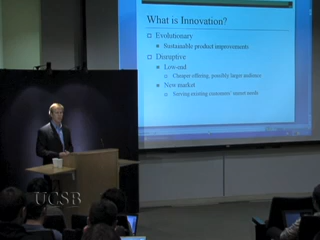 What is Innovation?
Evolutionary
Sustainable product improvements
Disruptive
Low-end
Cheaper offering, possibly larger audience
New market
Serving existing customers' unmet needs
UCSB